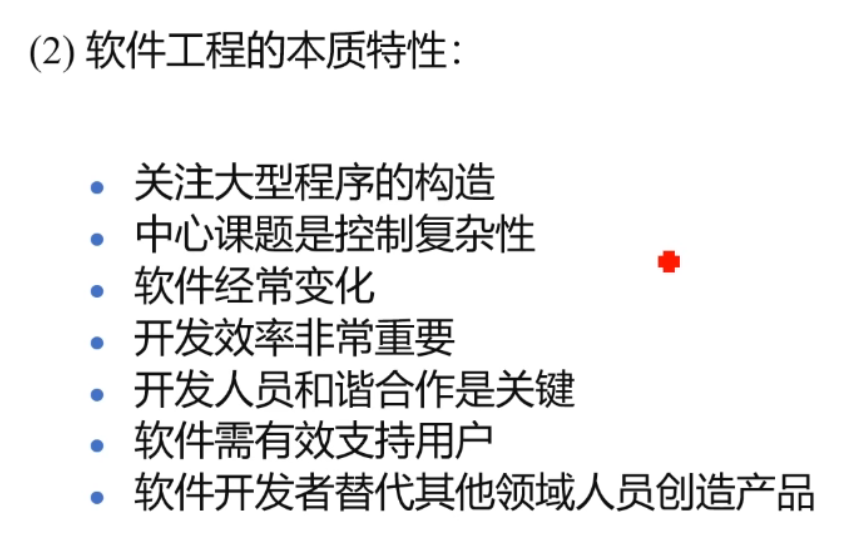 (2) 软件工程的本质特性：
• 关注大型程序的构造
• 中心课题是控制复杂性
• 软件经常变化
• 开发效率非常重要
• 开发人员和谐合作是关键
• 软件需有效支持用户
• 软件开发者替代其他领域人员创造产品